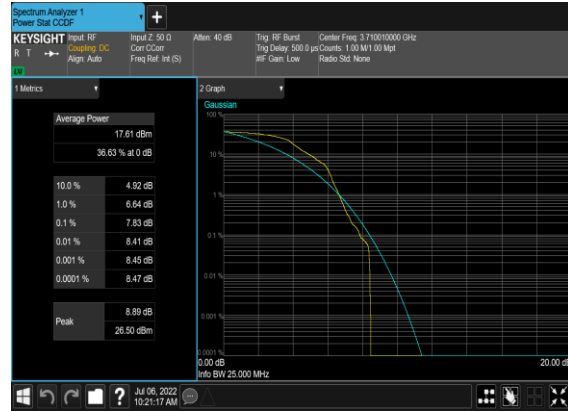 Spectrum Analyzer 1
Power Stat CCDF
KEYSIGHT
R T
LXI
Input: RF
Coupling: DC
Align: Auto
Input Z: 50 Ω
Corr CCorr
Freq Ref: Int (S)
Atten: 40 dB
Trig: RF Burst
Trig Delay: 500.0 µs
#IF Gain: Low
Center Freq: 3.710010000 GHz
Counts: 1.00 M/1.00 Mpt
Radio Std: None
1 Metrics
Average Power
17.61 dBm
36.63 % at 0 dB
10.0 % 4.92 dB
1.0 % 6.64 dB
0.1 % 7.83 dB
0.01 % 8.41 dB
0.001 % 8.45 dB
0.0001 % 8.47 dB
Peak
8.89 dB
26.50 dBm
2 Graph
Gaussian
100 %
10 %
1 %
0.1 %
0.01 %
0.001 %
0.0001 %
0.00 dB
20.00 dB
Info BW 25.000 MHz
?
Jul 06, 2022
10:21:17 AM